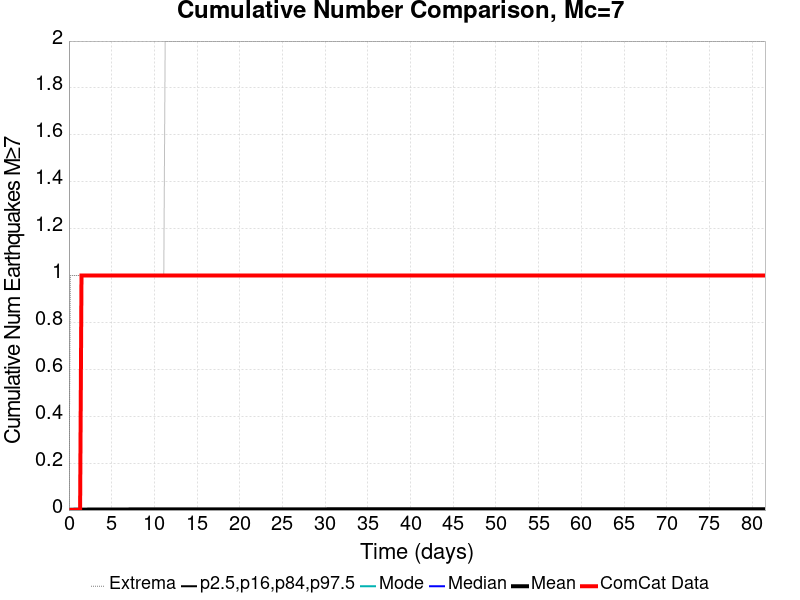 Cumulative Number Comparison, Mc=7
Cumulative Num Earthquakes M≥7
2
1.8
1.6
1.4
1.2
1
0.8
0.6
0.4
0.2
0
0 5 10 15 20 25 30 35 40 45 50 55 60 65 70 75 80
Time (days)
Extrema p2.5,p16,p84,p97.5 Mode Median Mean ComCat Data